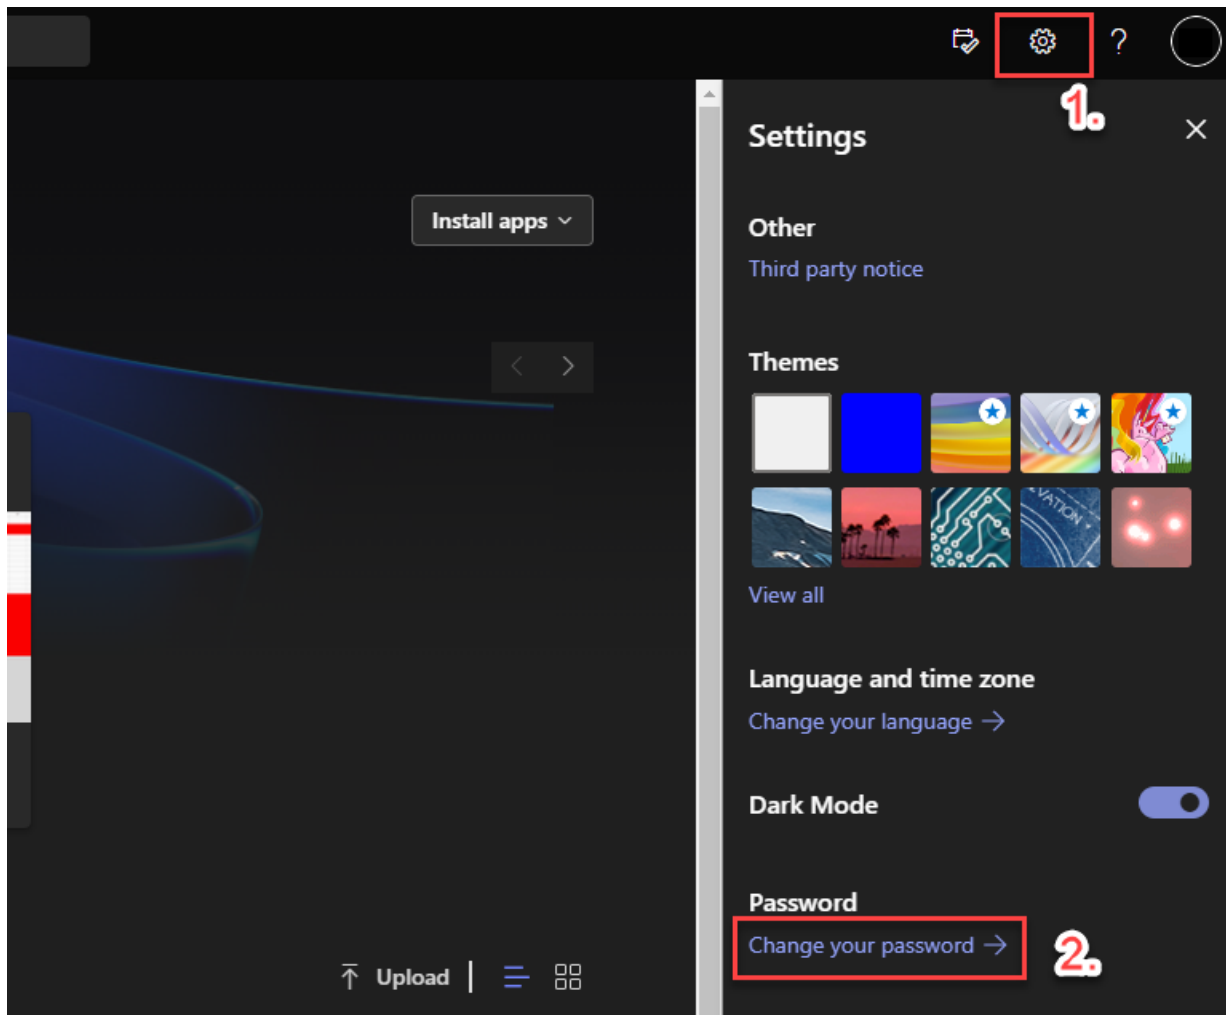 ?
1.
Settings
Install apps
Other
Third party notice
Themes
VATION
View all
Language and time zone
Change your language →
Dark Mode
Password
Change your password →
2.
Upload